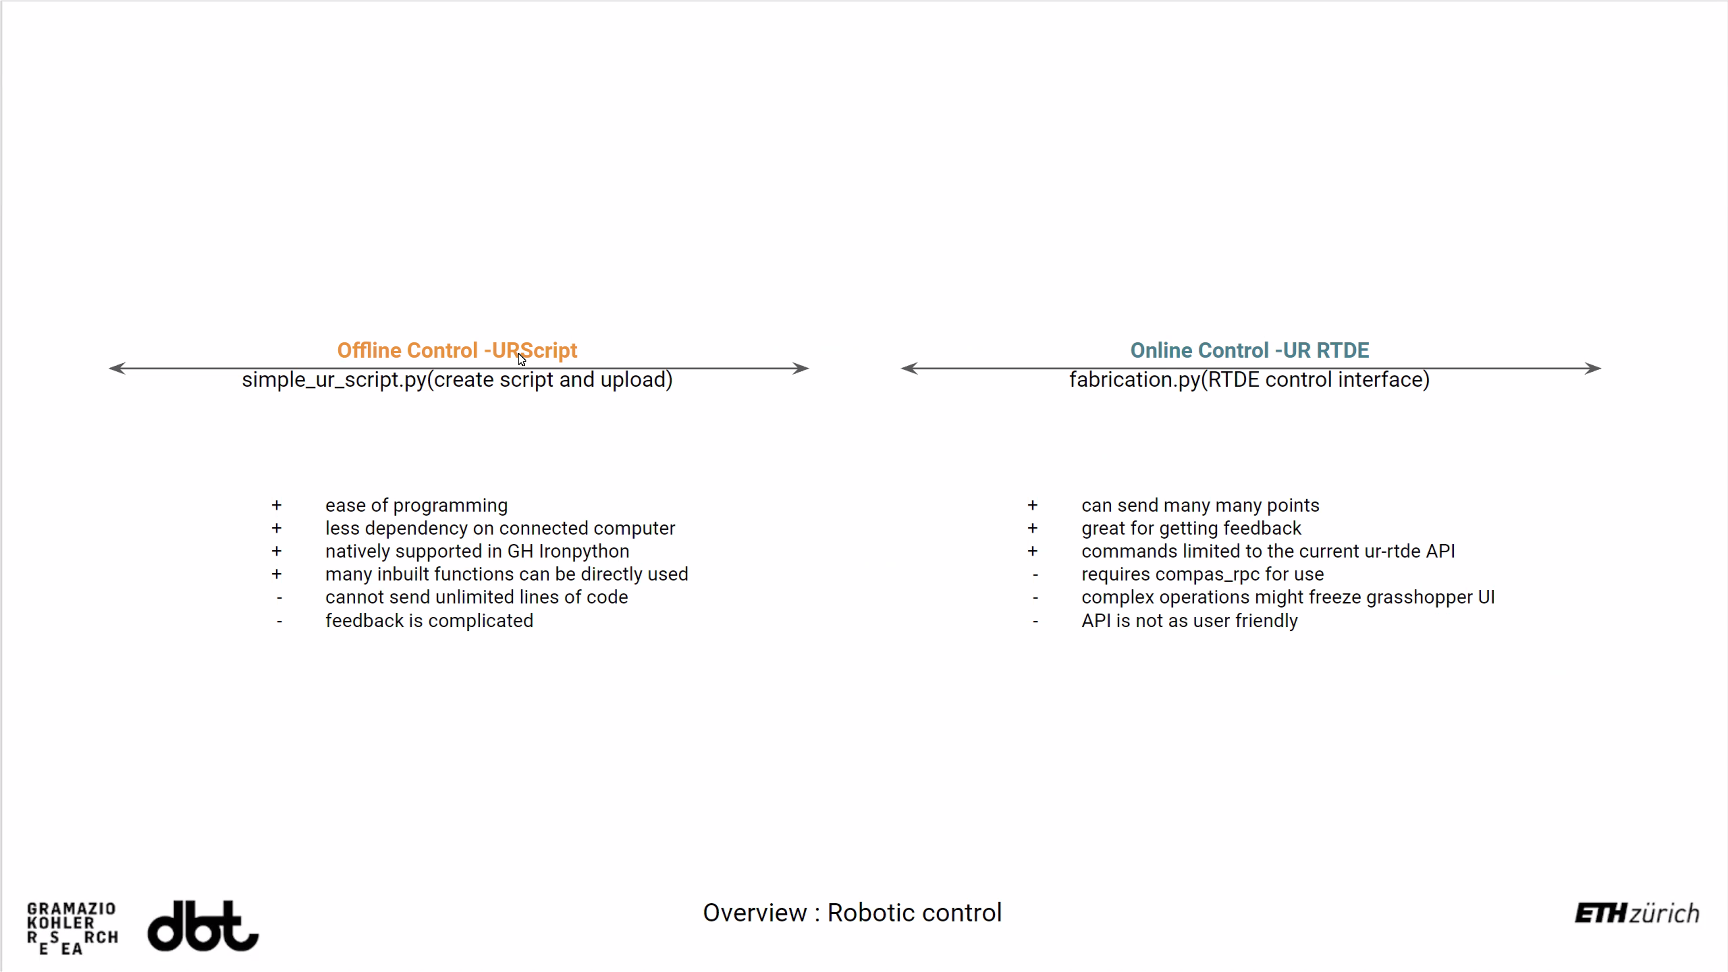 Offline Control -URScript
simple_ur_script.py(create script and upload)
+ ease of programming
+ less dependency on connected computer
+ natively supported in GH Ironpython
+ many inbuilt functions can be directly used
- cannot send unlimited lines of code
- feedback is complicated
Online Control -UR RTDE
fabrication.py(RTDE control interface)
+ can send many many points
+ great for getting feedback
+ commands limited to the current ur-rtde API
- requires compas_rpc for use
- complex operations might freeze grasshopper UI
- API is not as user friendly
GRAMAZIO
KOHLER
RESEARCH
dbt
Overview : Robotic control
ETH zürich